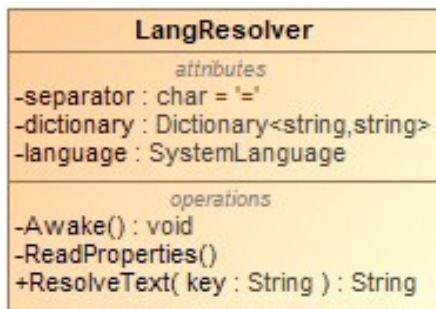 LangResolver
attributes
-separator : char = '='
-dictionary : Dictionary<string,string>
-language : SystemLanguage
operations
-Awake() : void
-ReadProperties()
+ResolveText( key : String ) : String